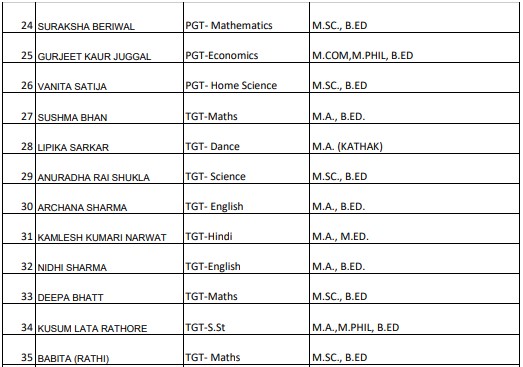 24 SURAKSHA BERIWAL PGT- Mathematics M.SC., B.ED
25 GURJEET KAUR JUGGAL PGT-Economics M.COM,M.PHIL, B.ED
26 VANITA SATIJA PGT- Home Science M.SC., B.ED
27 SUSHMA BHAN TGT-Maths M.A., B.ED.
28 LIPIKA SARKAR TGT- Dance M.A. (KATHAK)
29 ANURADHA RAI SHUKLA TGT- Science M.SC., B.ED
30 ARCHANA SHARMA TGT- English M.A., B.ED.
31 KAMLESH KUMARI NARWAT TGT-Hindi M.A., M.ED.
32 NIDHI SHARMA TGT-English M.A., B.ED.
33 DEEPA BHATT TGT-Maths M.SC., B.ED
34 KUSUM LATA RATHORE TGT-S.St M.A.,M.PHIL, B.ED
35 BABITA (RATHI) TGT- Maths M.SC., B.ED